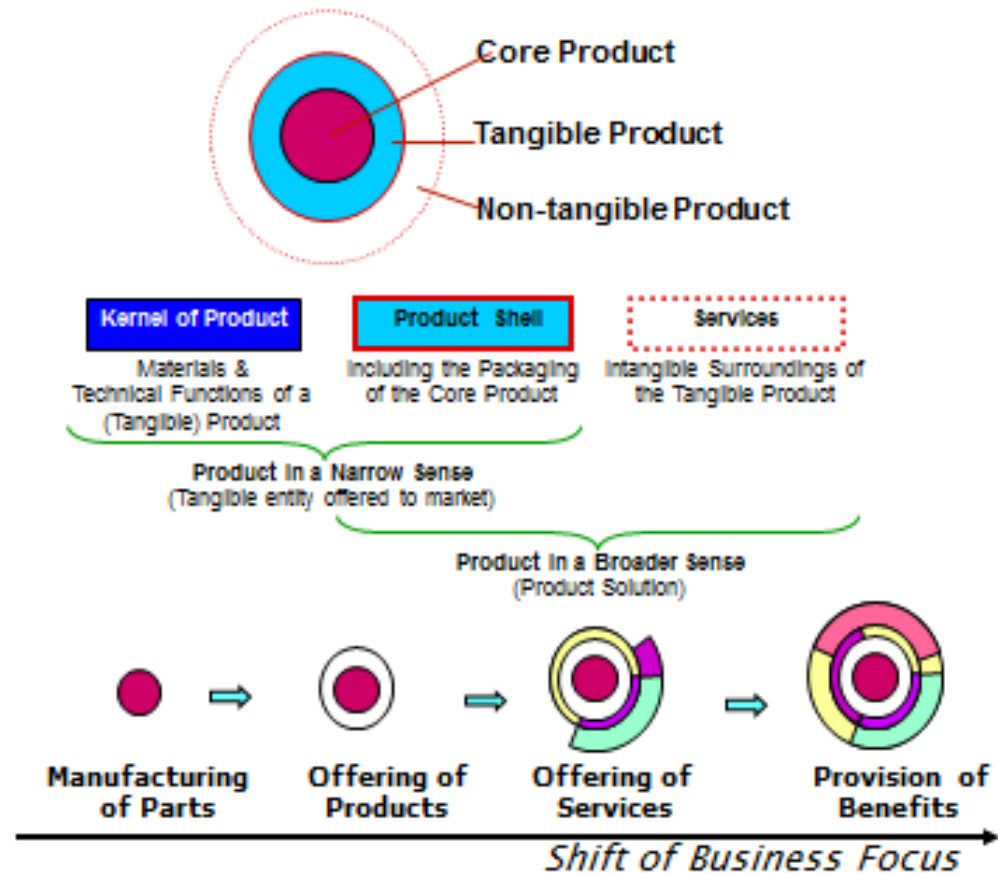 Core Product
Tangible Product
Non-tangible Product
Kernel of Product
Product Shell
Services
Materials &
Technical Functions of a
(Tangible) Product
Including the Packaging
of the Core Product
Intangible Surroundings of
the Tangible Product
Product in a Narrow Sense
(Tangible entity offered to market)
Product in a Broader Sense
(Product Solution)
Manufacturing
of Parts
Offering of
Products
Offering of
Services
Provision of
Benefits
Shift of Business Focus